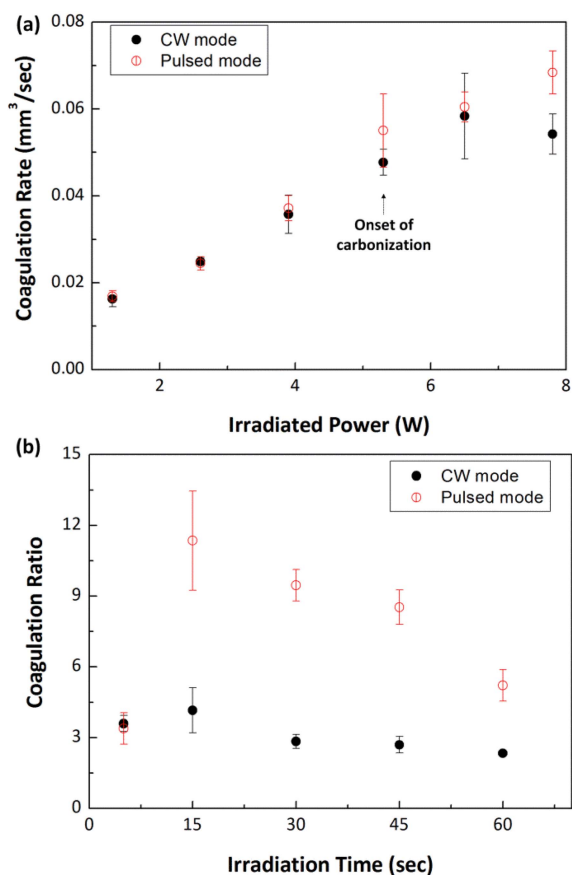 (a)
CW mode
Pulsed mode
Coagulation Rate (mm³/sec)
0.08
0.06
0.04
0.02
0.00
Onset of
carbonization
2 4 6 8
Irradiated Power (W)
(b)
CW mode
Pulsed mode
Coagulation Ratio
15
12
9
6
3
0
0 15 30 45 60
Irradiation Time (sec)